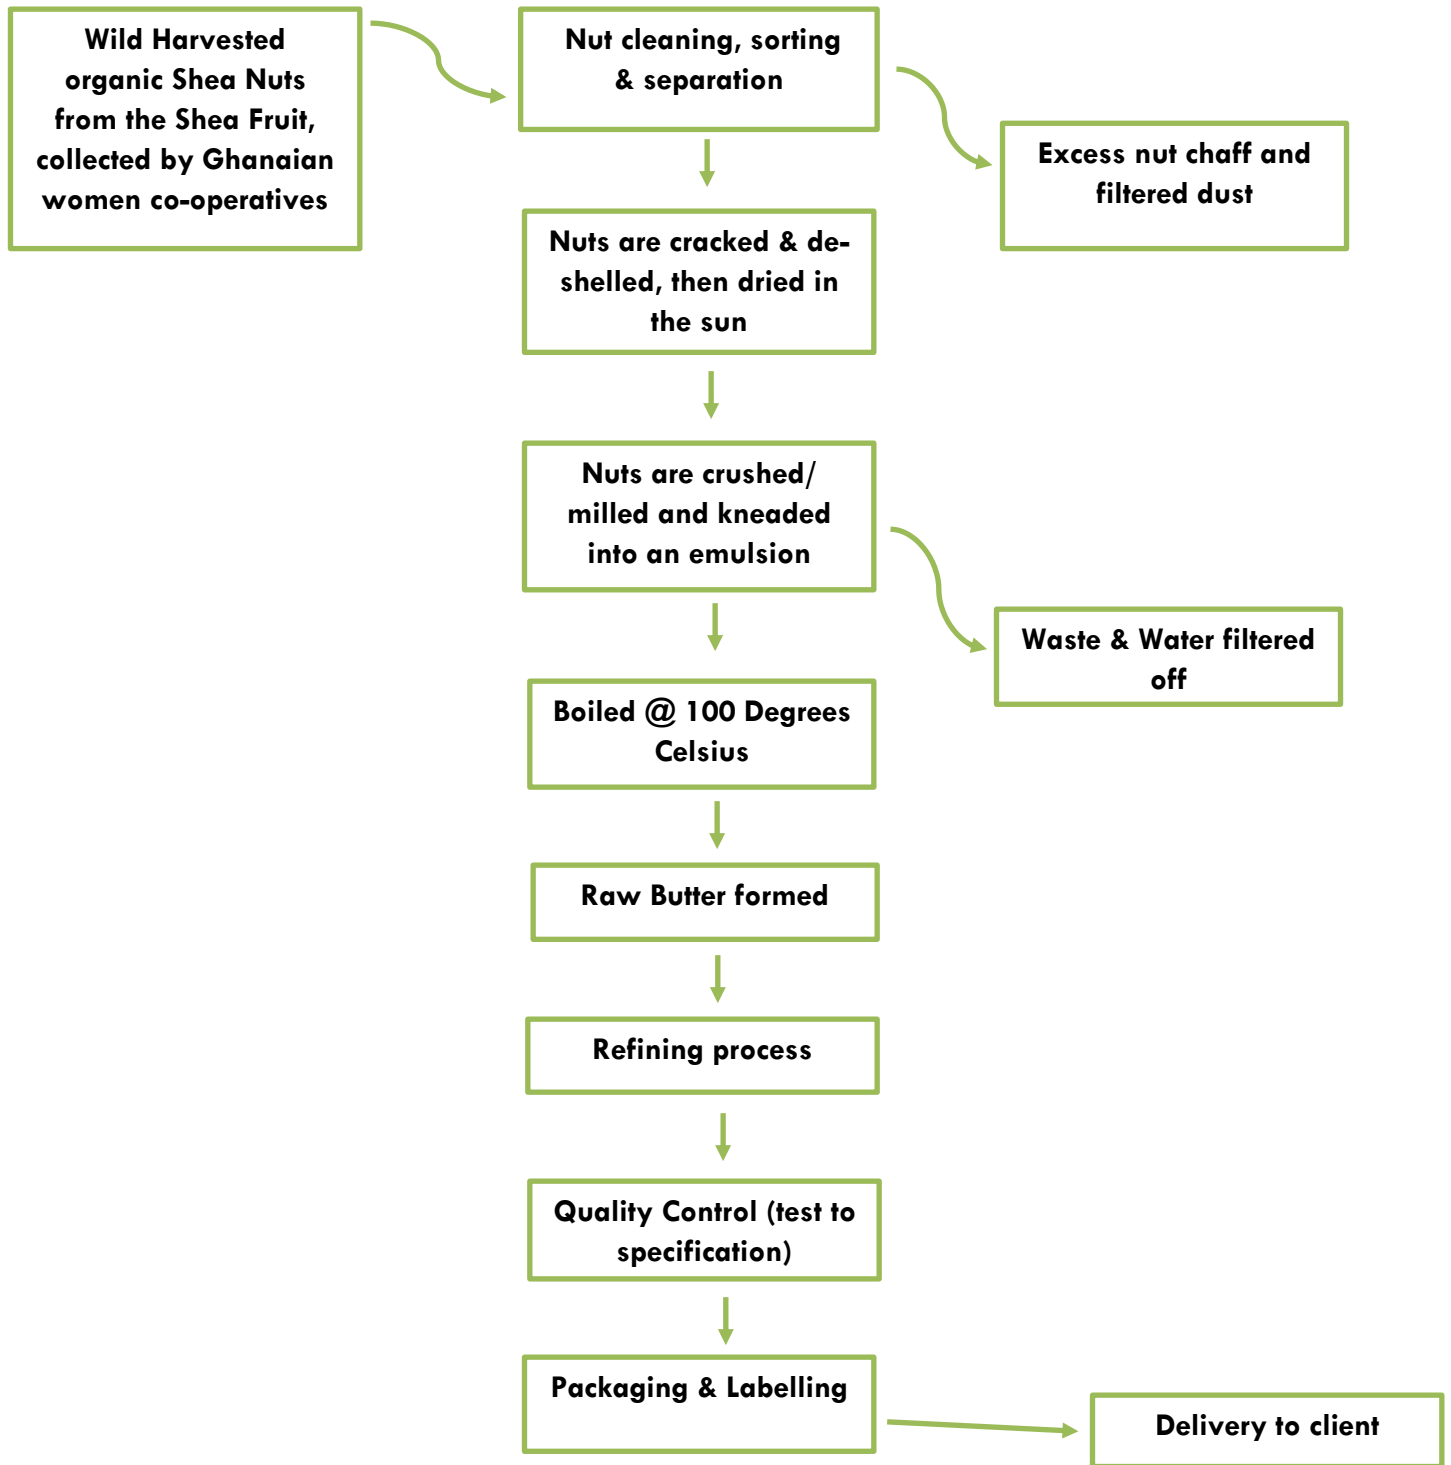 Wild Harvested
organic Shea Nuts
from the Shea Fruit,
collected by Ghanaian
women co-operatives
Nut cleaning, sorting
& separation
Excess nut chaff and
filtered dust
Nuts are cracked & de-
shelled, then dried in
the sun
Nuts are crushed/
milled and kneaded
into an emulsion
Waste & Water filtered
off
Boiled @ 100 Degrees
Celsius
Raw Butter formed
Refining process
Quality Control (test to
specification)
Packaging & Labelling
Delivery to client